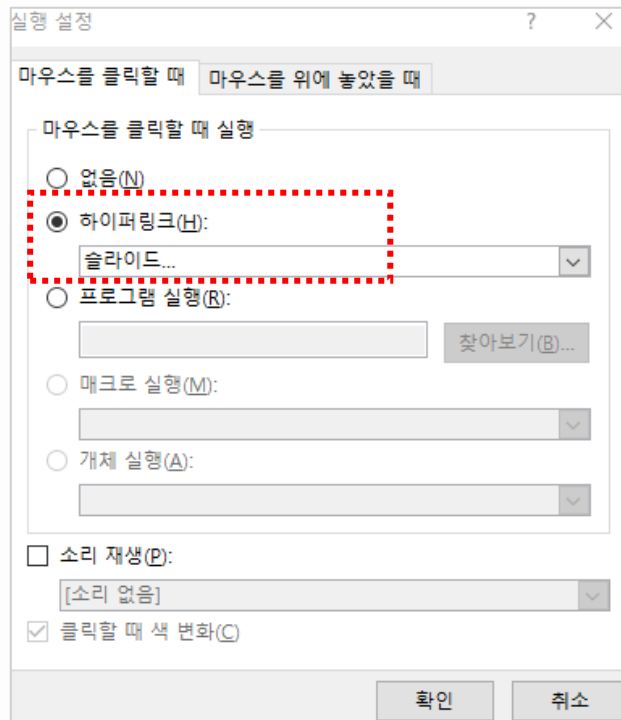 실행 설정 ?
마우스를 클릭할 때 마우스를 위에 놓았을 때
마우스를 클릭할 때 실행
없음(N)
하이퍼링크(H):
슬라이드...
프로그램 실행(R):
찾아보기(B)...
매크로 실행(M):
개체 실행(A):
소리 재생(P):
[소리 없음]
클릭할 때 색 변화(C)
확인 취소